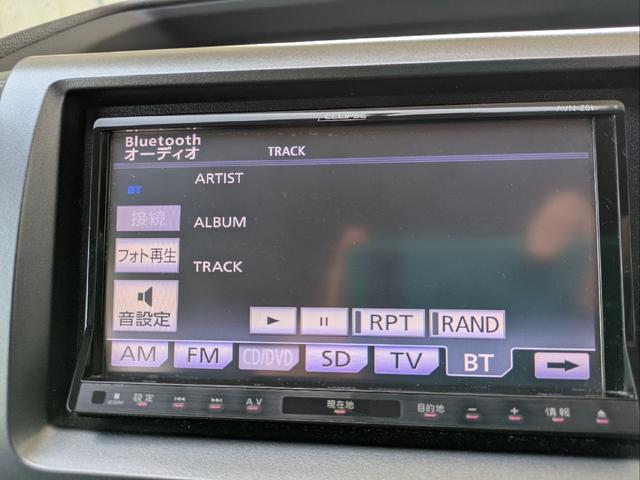 ECLIPSE
AVN-Z01
Bluetooth
オーディオ
TRACK
BT
ARTIST
接続
ALBUM
フォト再生
TRACK
音設定
RPT
RAND
AM
FM
CD/DVD
SD
TV
BT
設定
A.V
現在地
目的地
情報